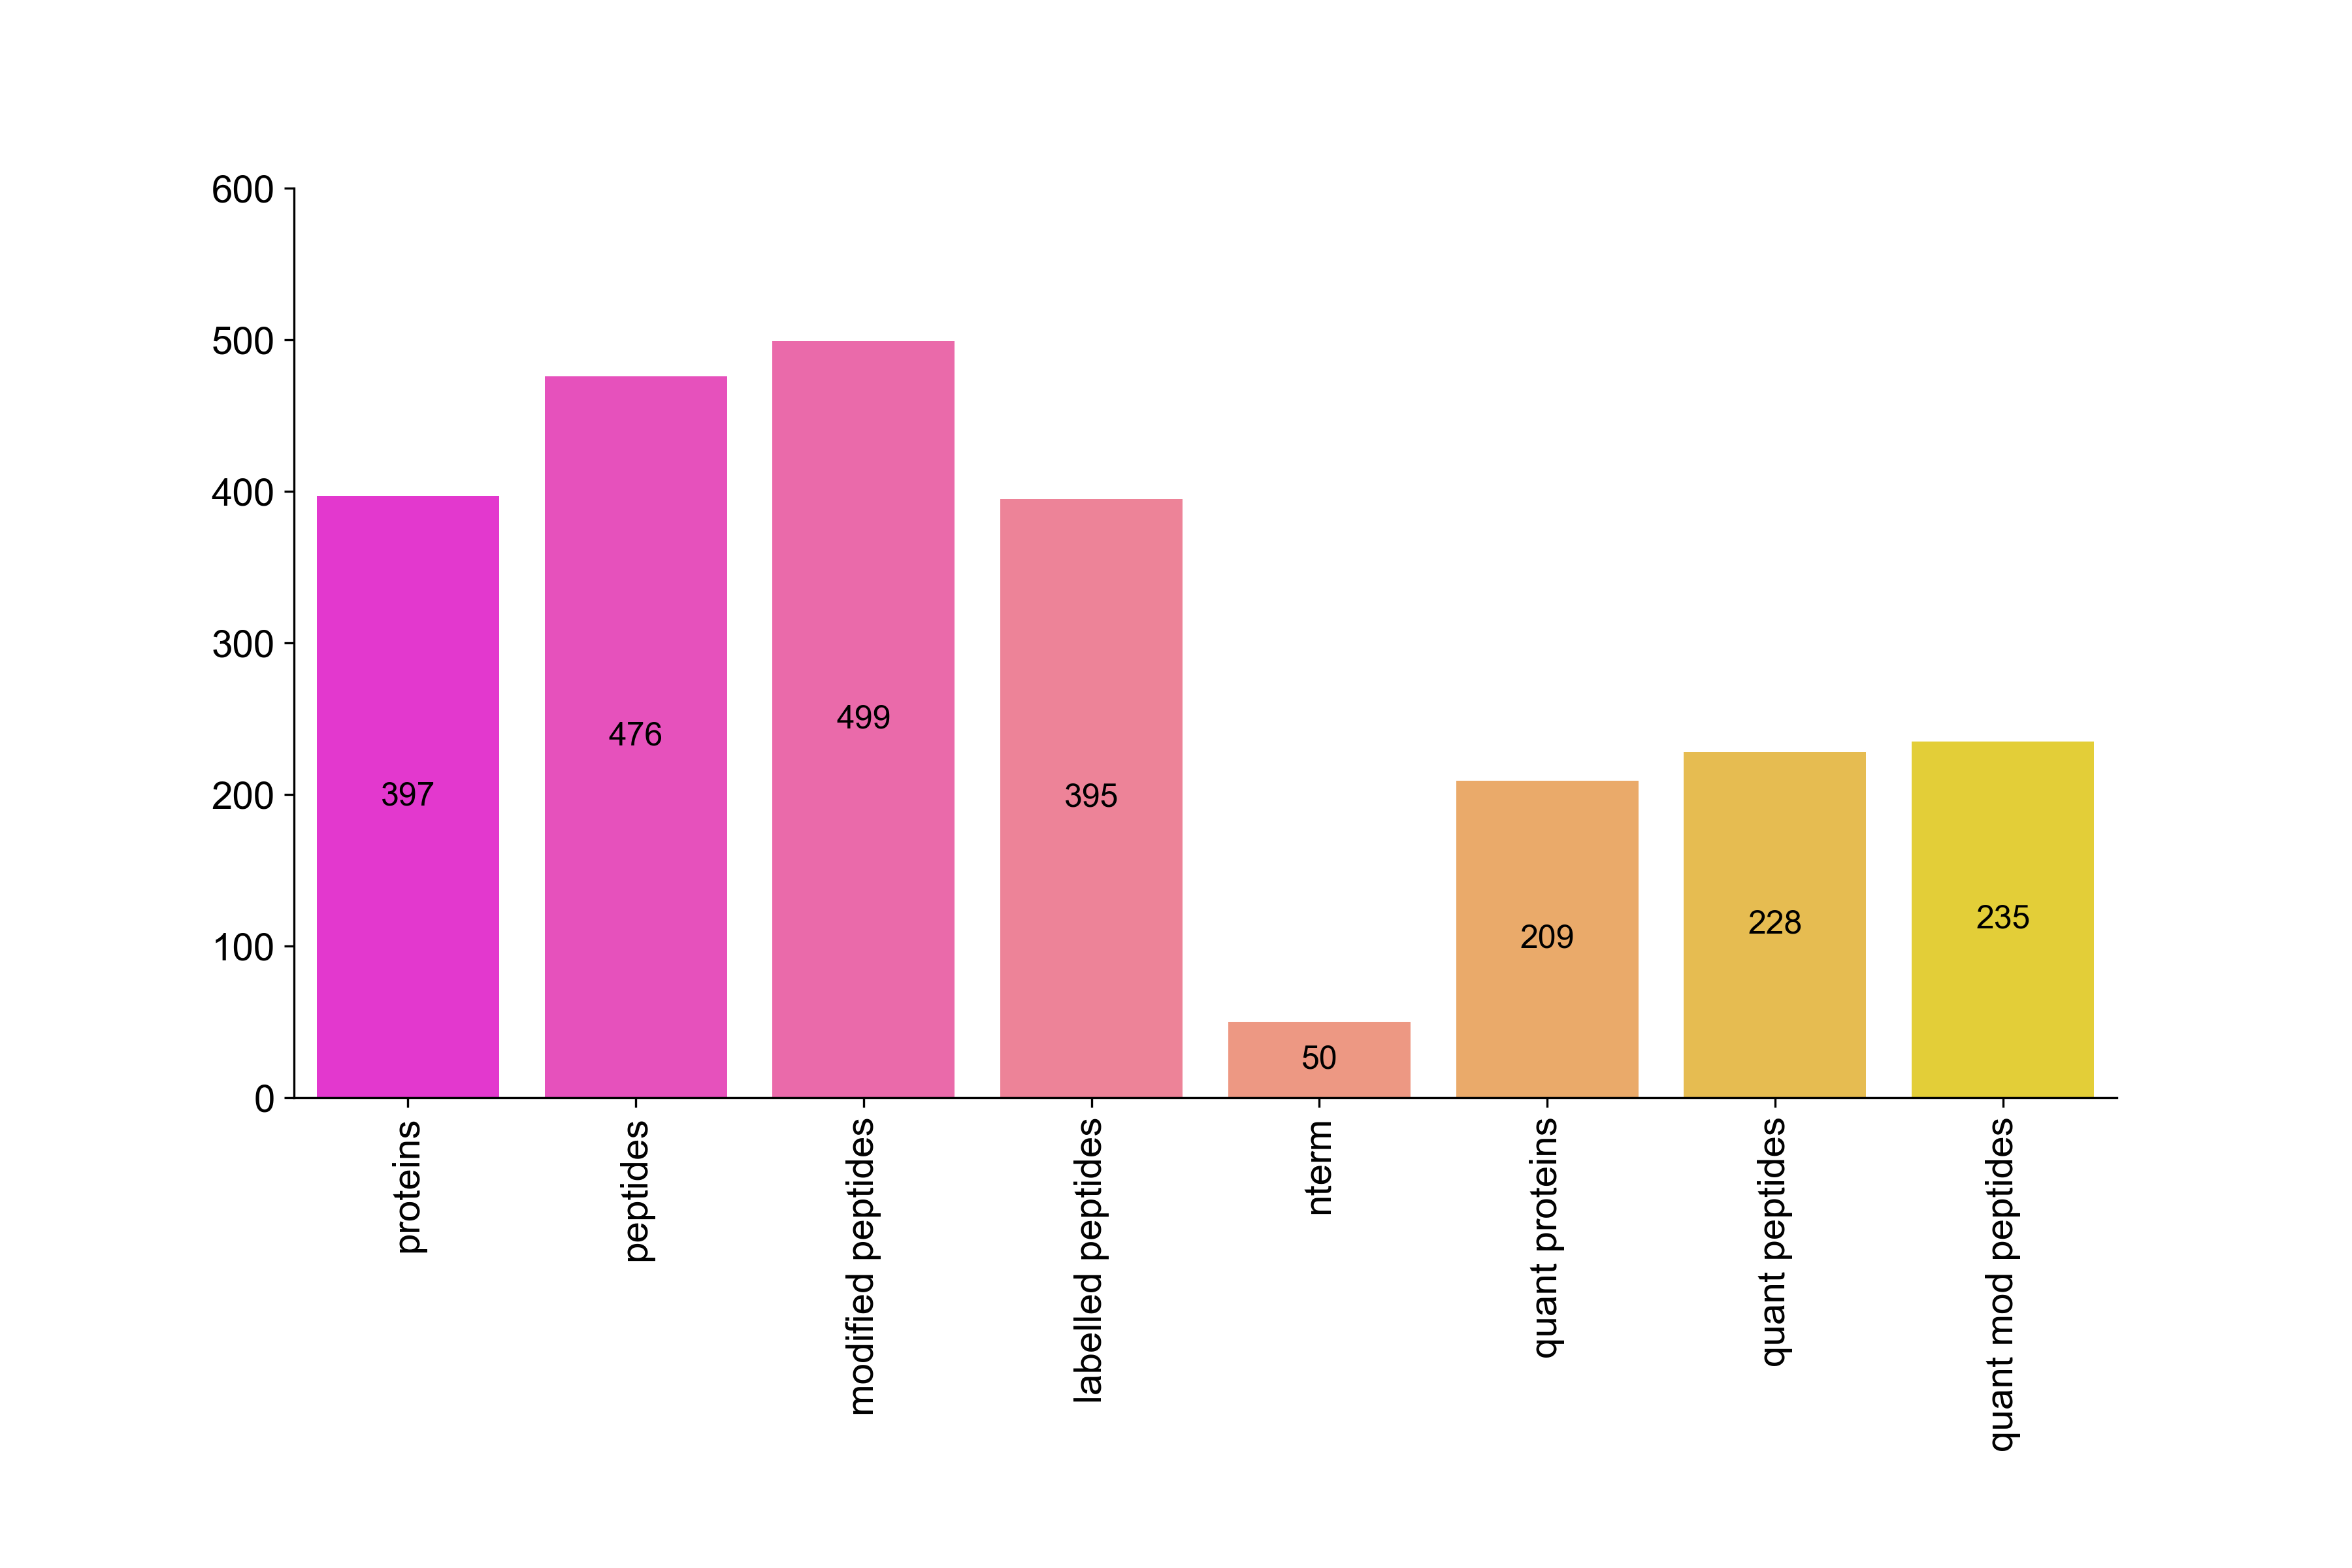 600
500
400
300
200
100
0
397
476
499
395
50
209
228
235
proteins
peptides
modified peptides
labelled peptides
nterm
quant proteins
quant peptides
quant mod peptides